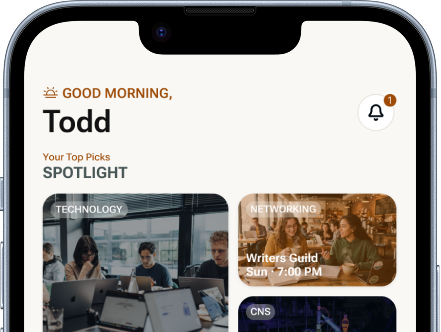 GOOD MORNING,
1
Todd
Your Top Picks
SPOTLIGHT
TECHNOLOGY
NETWORKING
Writers Guild
Sun · 7:00 PM
CNS